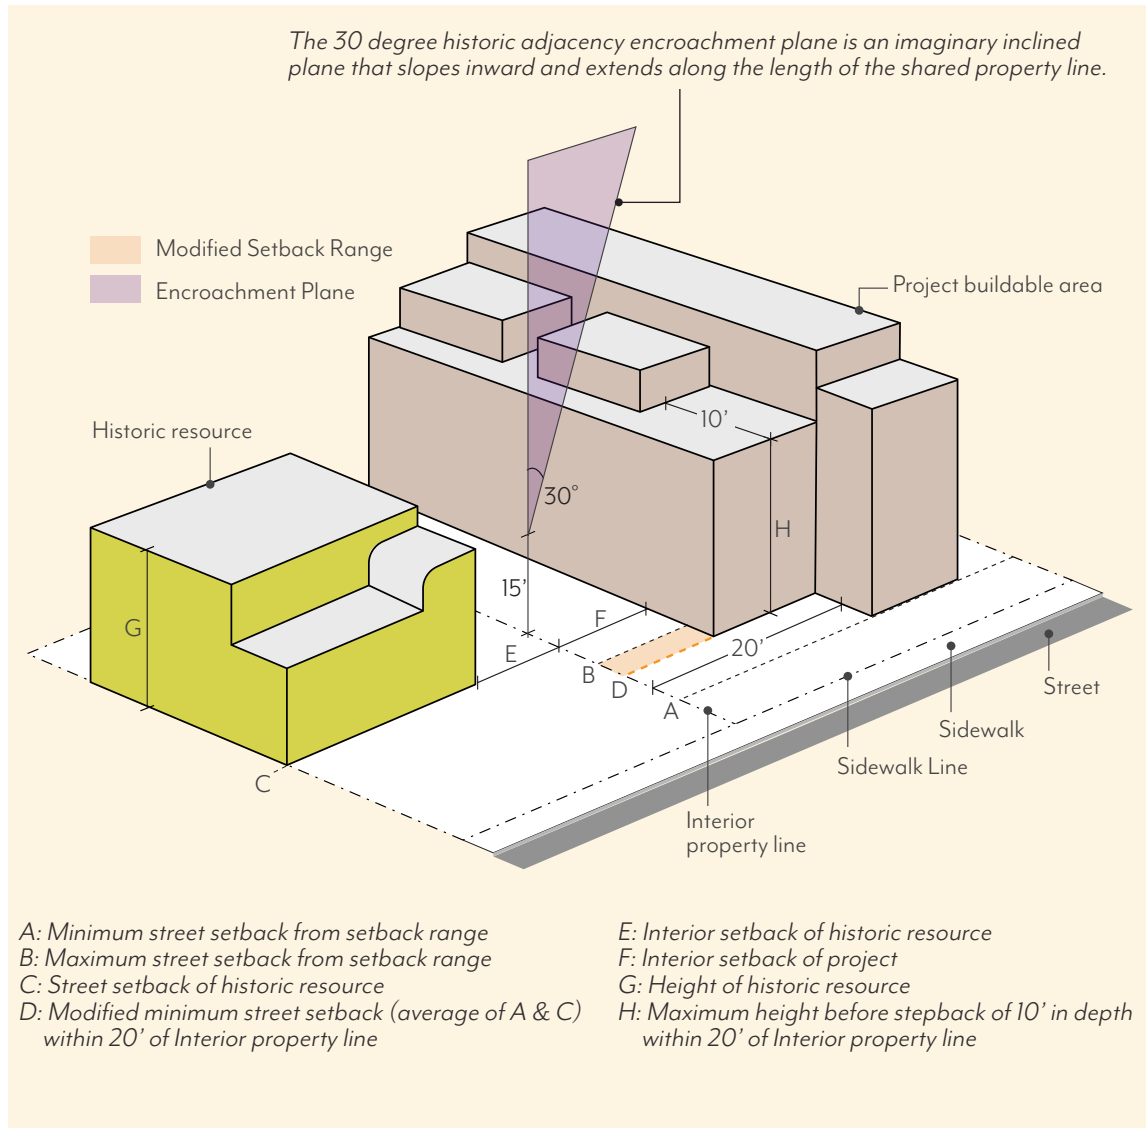 The 30 degree historic adjacency encroachment plane is an imaginary inclined
plane that slopes inward and extends along the length of the shared property line.
Modified Setback Range
Encroachment Plane
Project buildable area
Historic resource
10’
30°
H
15’
G
F
E
20’
B
D
A
C
Street
Sidewalk
Sidewalk Line
Interior
property line
A: Minimum street setback from setback range
B: Maximum street setback from setback range
C: Street setback of historic resource
D: Modified minimum street setback (average of A & C)
within 20’ of Interior property line
E: Interior setback of historic resource
F: Interior setback of project
G: Height of historic resource
H: Maximum height before stepback of 10’ in depth
within 20’ of Interior property line